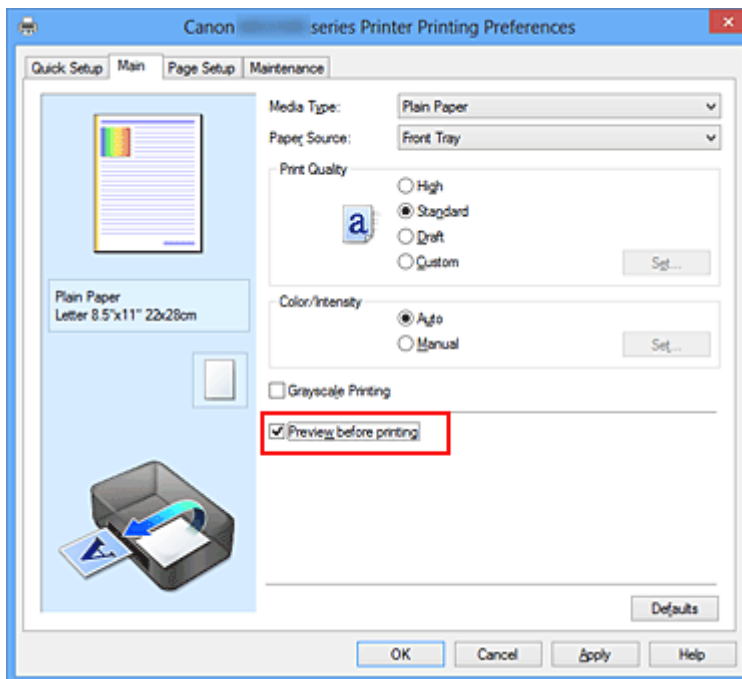 Canon series Printer Printing Preferences
Quick Setup Main Page Setup Maintenance
Media Type: Plain Paper
Paper Source: Front Tray
Print Quality
High
a Standard
Draft
Custom Set...
Plain Paper
Letter 8.5"x11" 22x28cm
Color/Intensity
Auto
Manual Set...
Grayscale Printing
Preview before printing
A
Defaults
OK Cancel Apply Help